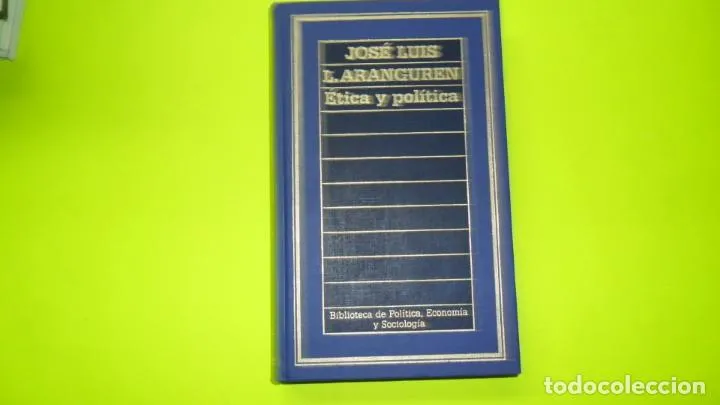 JOSÉ LUIS
L. ARANGUREN
Ética y política
Biblioteca de Política, Economía
y Sociología
todocoleccion